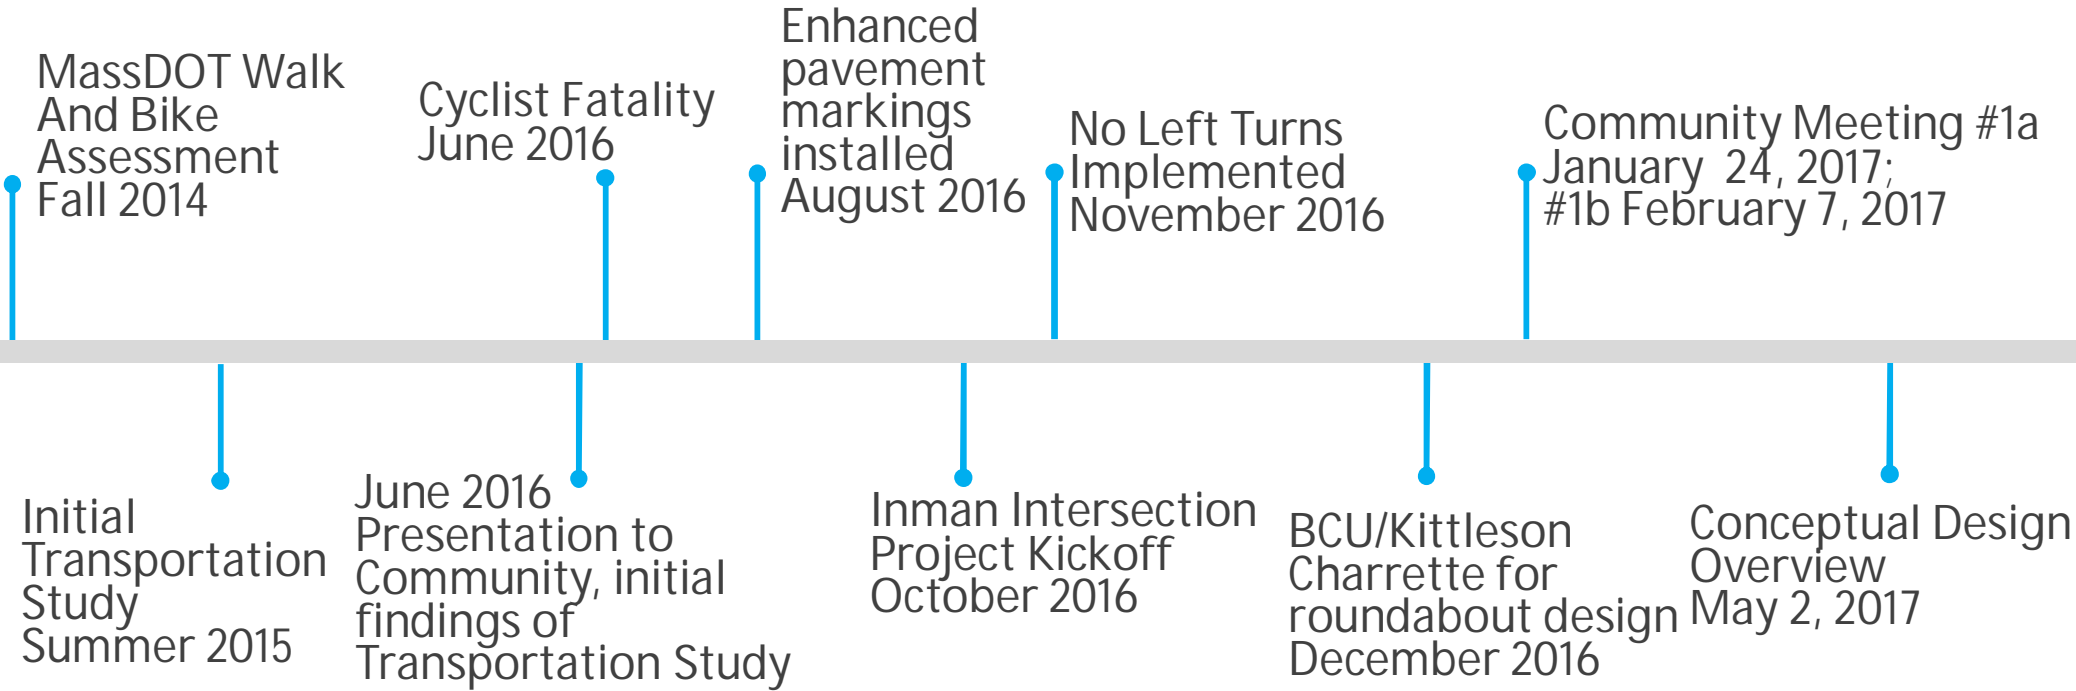 MassDOT Walk
And Bike
Assessment
Fall 2014
Cyclist Fatality
June 2016
Enhanced
pavement
markings
installed
August 2016
No Left Turns
Implemented
November 2016
Community Meeting #1a
January 24, 2017;
#1b February 7, 2017
Initial
Transportation
Study
Summer 2015
June 2016
Presentation to
Community, initial
findings of
Transportation Study
Inman Intersection
Project Kickoff
October 2016
BCU/Kittleson
Charrette for
roundabout design
December 2016
Conceptual Design
Overview
May 2, 2017